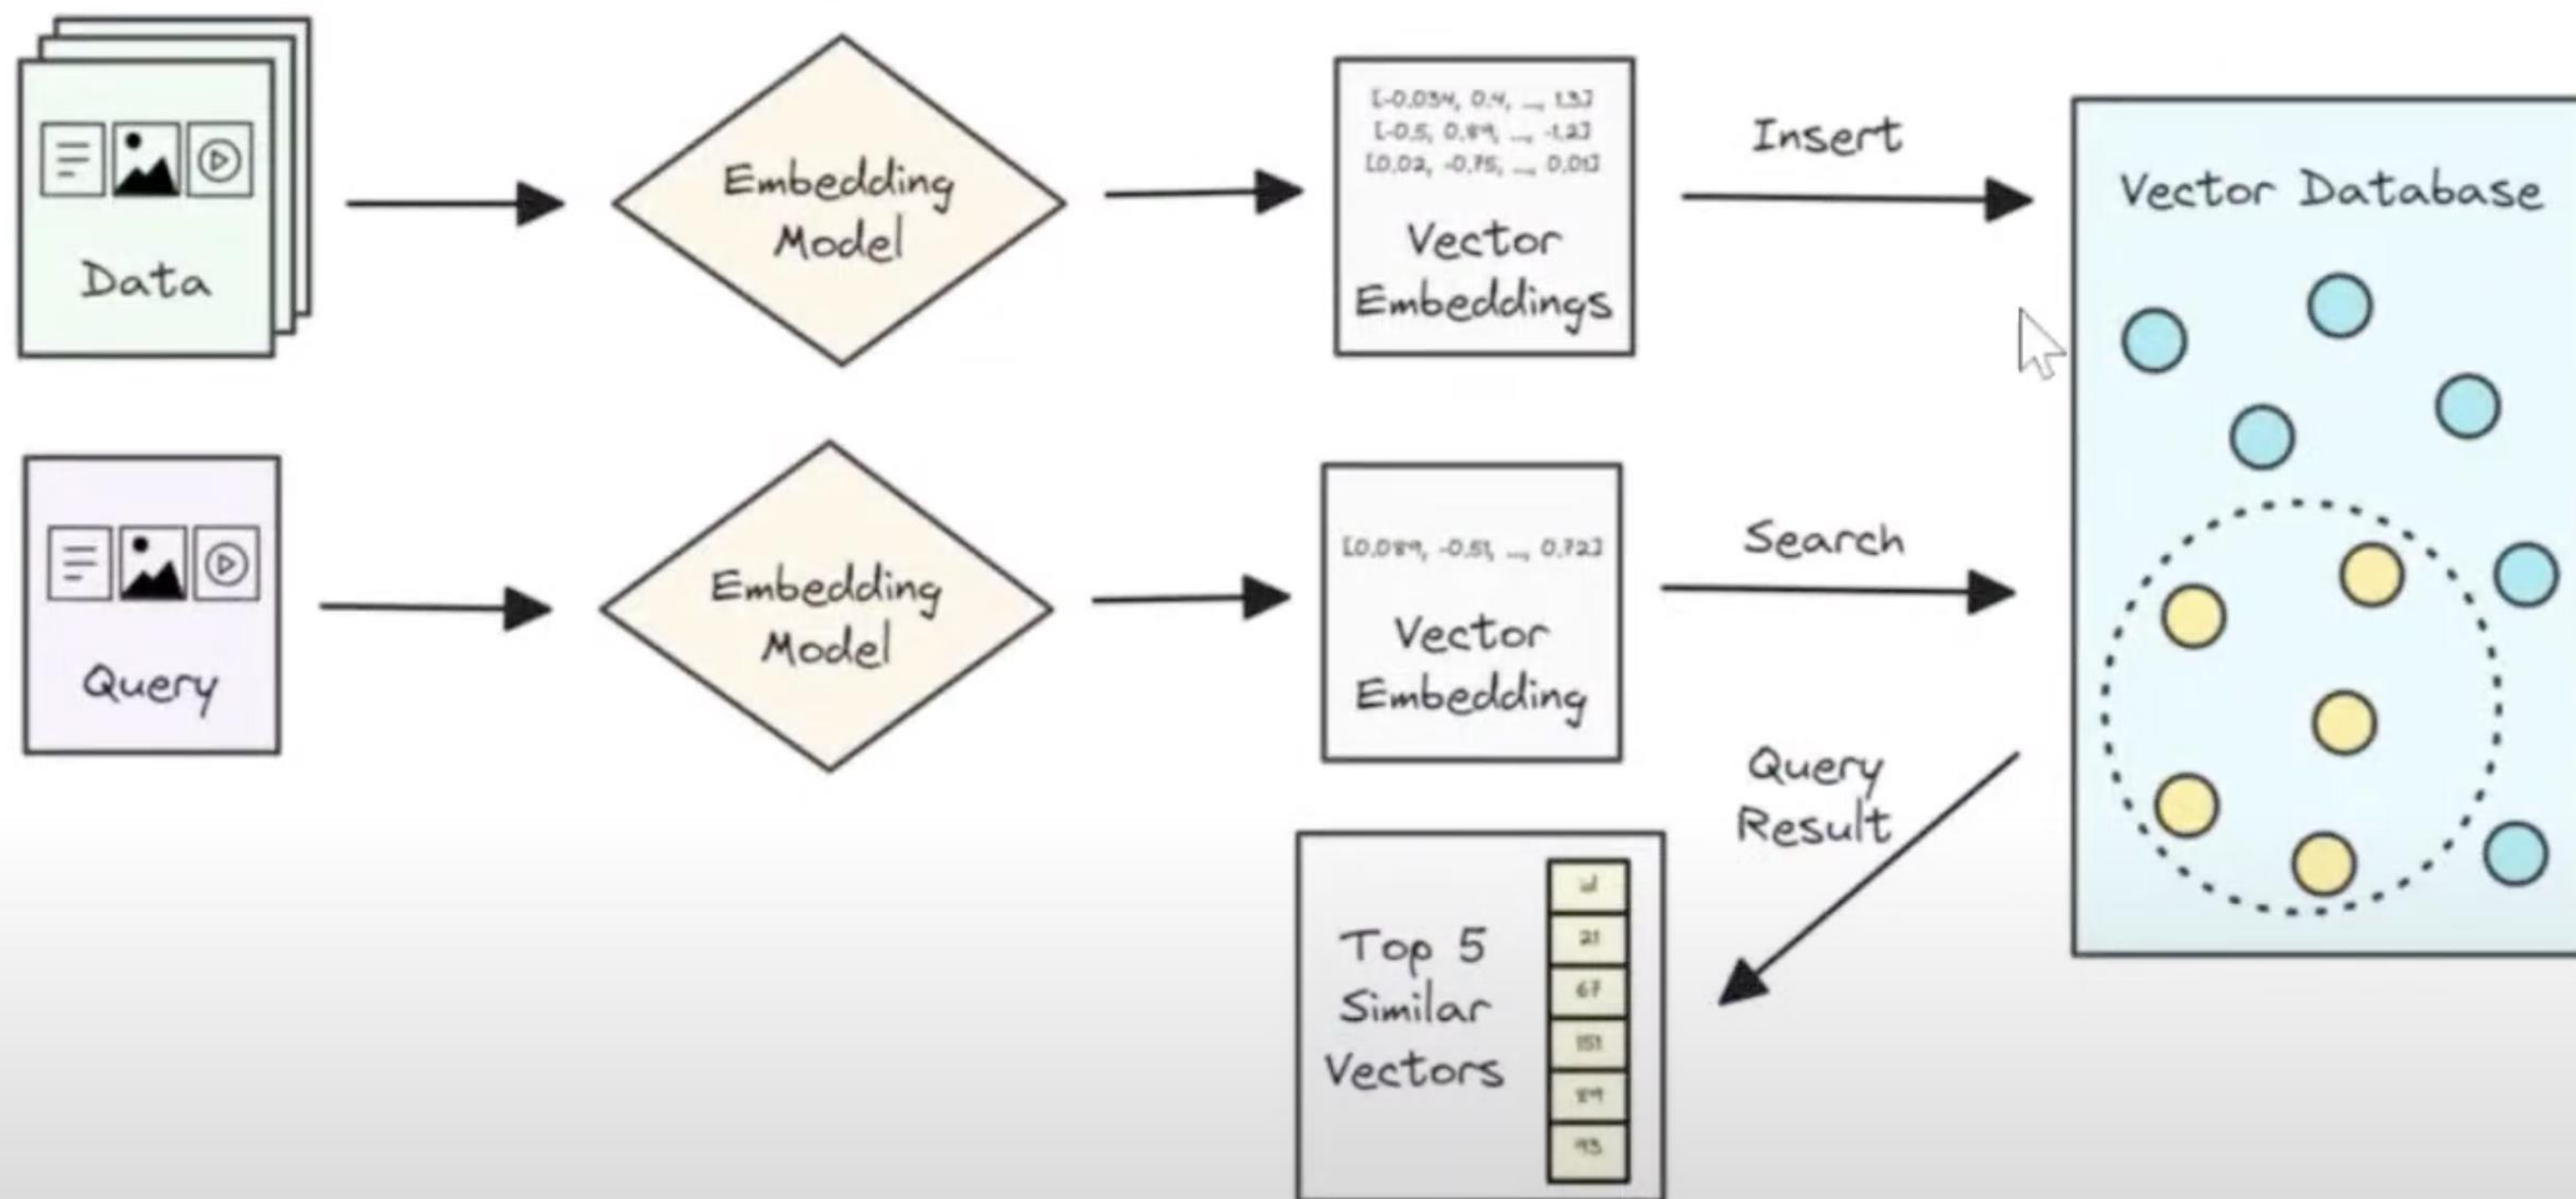 Data
Embedding
Model
[-0.034, 0.4, ..., 1.3]
[-0.5, 0.89, ..., -1.2]
[0.02, -0.75, ..., 0.01]
Vector
Embeddings
Insert
Vector Database
Query
Embedding
Model
[0.089, -0.51, ..., 0.72]
Vector
Embedding
Search
Query
Result
Top 5
Similar
Vectors
id
21
67
151
89
93